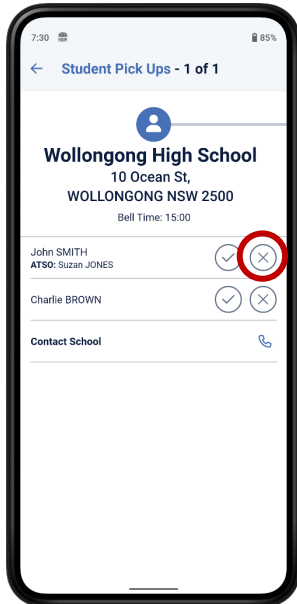 7:30
85%
Student Pick Ups - 1 of 1
Wollongong High School
10 Ocean St,
WOLLONGONG NSW 2500
Bell Time: 15:00
John SMITH
ATSO: Suzan JONES
Charlie BROWN
Contact School